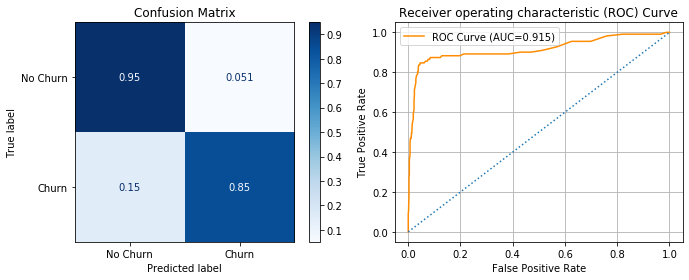 Confusion Matrix
True label
No Churn
Churn
0.95
0.051
0.15
0.85
No Churn
Churn
Predicted label
0.9
0.8
0.7
0.6
0.5
0.4
0.3
0.2
0.1
Receiver operating characteristic (ROC) Curve
ROC Curve (AUC=0.915)
True Positive Rate
1.0
0.8
0.6
0.4
0.2
0.0
0.0
0.2
0.4
0.6
0.8
1.0
False Positive Rate